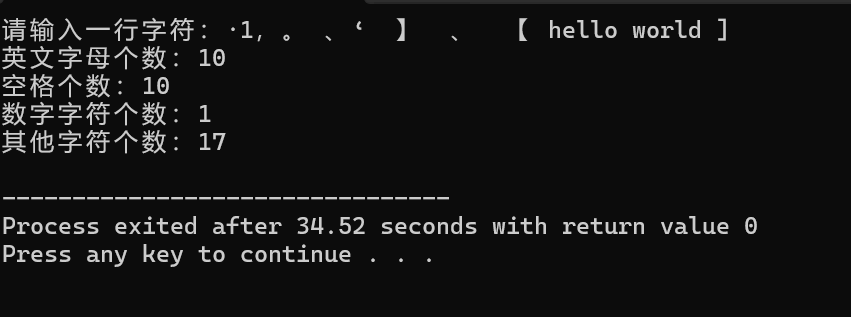 请输入一行字符：·1，。 、‘ 】 、 【 hello world ]
英文字母个数：10
空格个数：10
数字字符个数：1
其他字符个数：17
--------------------------------
Process exited after 34.52 seconds with return value 0
Press any key to continue . . .